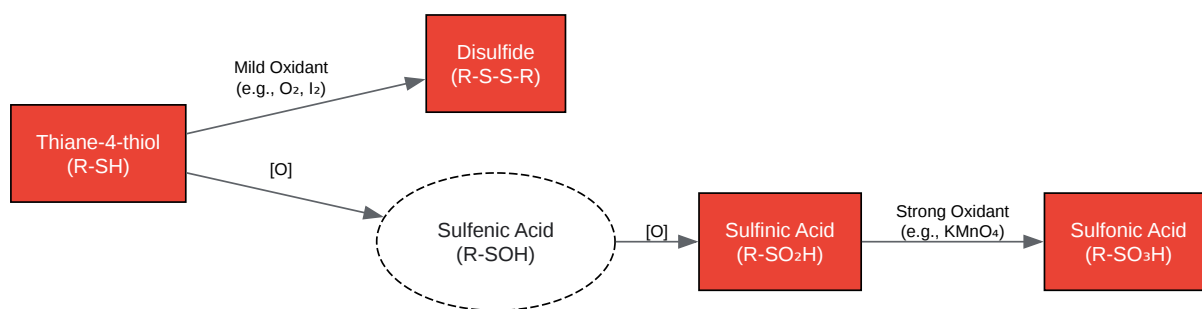 Disulfide
(R-S-S-R)
Mild Oxidant
(e.g., O₂, I₂)
Thiane-4-thiol
(R-SH)
[O]
Sulfenic Acid
(R-SOH)
[O]
Sulfinic Acid
(R-SO₂H)
Strong Oxidant
(e.g., KMnO₄)
Sulfonic Acid
(R-SO₃H)